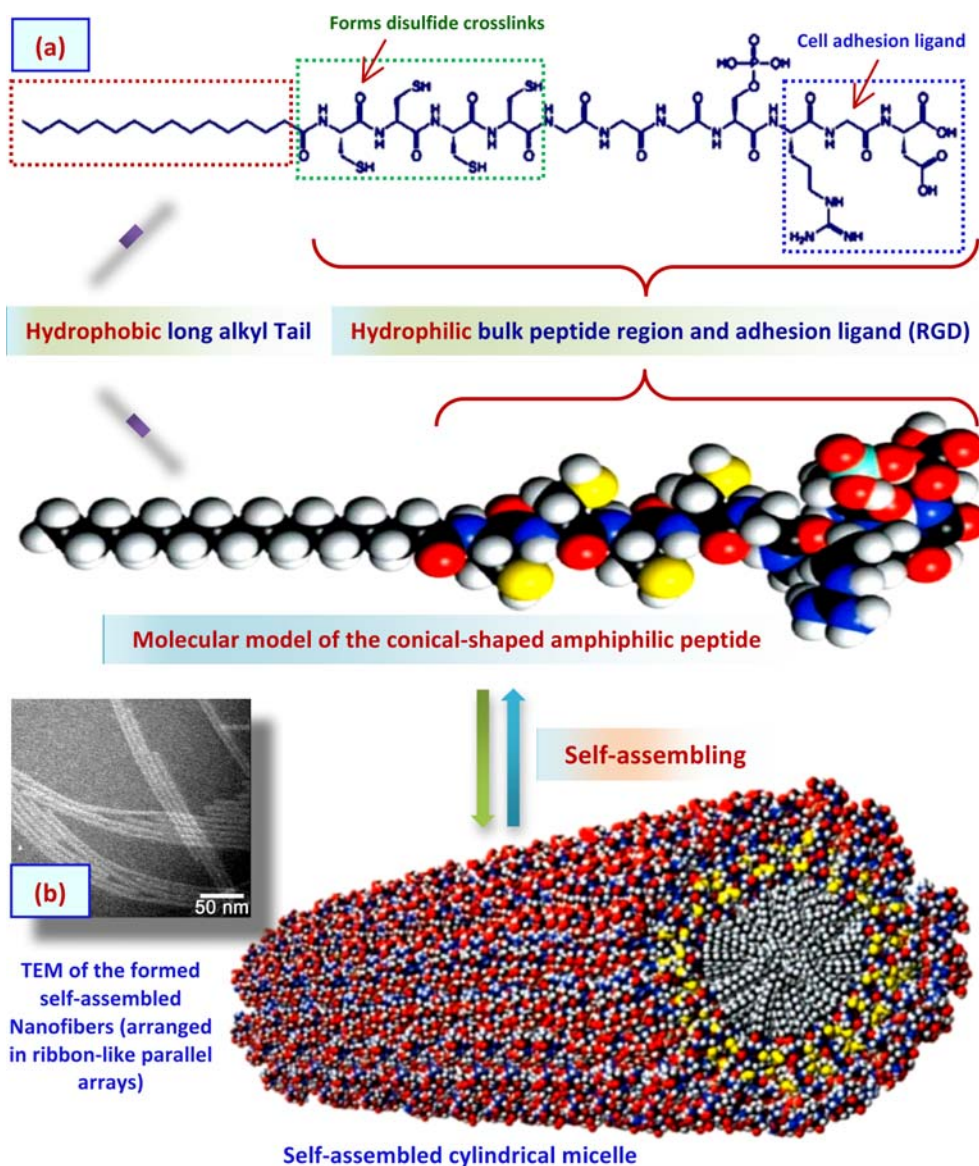 (a)
Forms disulfide crosslinks
Cell adhesion ligand
O
O
SH
O
SH
O
O
OH
P
OH
O
O
O
O
O
N
H
H
N
N
H
H
N
H
N
N
H
H
N
N
H
H
N
N
H
H
N
OH
O
SH
O
SH
O
O
O
O
O
OH
NH
H₂N
NH
Hydrophobic long alkyl Tail
Hydrophilic bulk peptide region and adhesion ligand (RGD)
Molecular model of the conical-shaped amphiphilic peptide
Self-assembling
(b)
50 nm
TEM of the formed
self-assembled
Nanofibers (arranged
in ribbon-like parallel
arrays)
Self-assembled cylindrical micelle